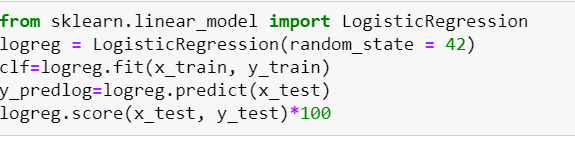 from sklearn.linear_model import LogisticRegression
logreg = LogisticRegression(random_state = 42)
clf=logreg.fit(x_train, y_train)
y_predlog=logreg.predict(x_test)
logreg.score(x_test, y_test)*100